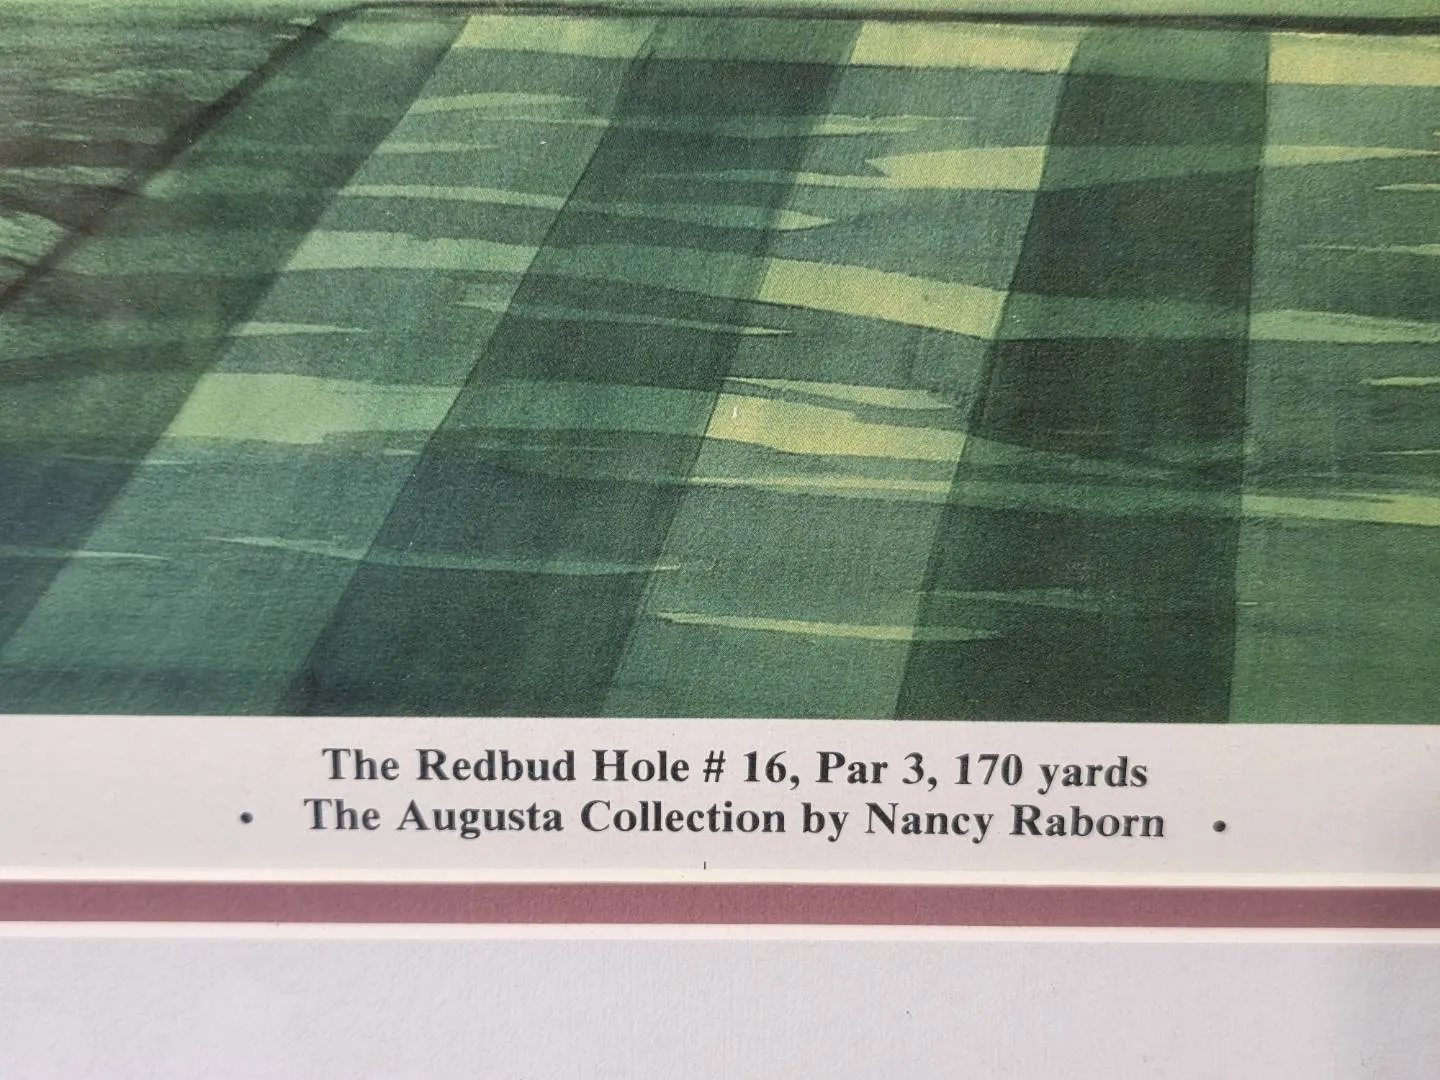 The Redbud Hole # 16, Par 3, 170 yards
• The Augusta Collection by Nancy Raborn •